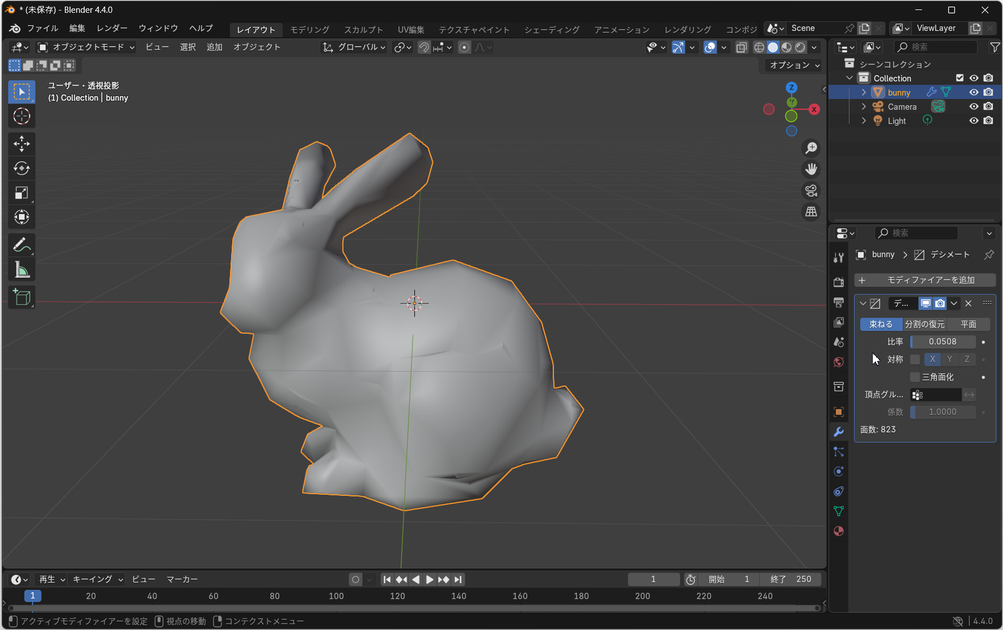 * (未保存) - Blender 4.4.0
ファイル 編集 レンダー ウィンドウ ヘルプ レイアウト モデリング スカルプト UV編集 テクスチャペイント シェーディング アニメーション レンダリング コンポジ Scene ViewLayer
オブジェクトモード ビュー 選択 追加 オブジェクト グローバル
検索
オプション
シーンコレクション
Collection
bunny
Camera
Light
ユーザー・透視投影
(1) Collection | bunny
Z
Y
X
検索
bunny > デシメート
+ モディファイアーを追加
デ...
束ねる 分割の復元 平面
比率 0.0508
対称 X Y Z
三角面化
頂点グル...
係数 1.0000
面数: 823
再生 キーイング ビュー マーカー 1 開始 1 終了 250
1 20 40 60 80 100 120 140 160 180 200 220 240
アクティブモディファイアーを設定 視点の移動 コンテクストメニュー 4.4.0